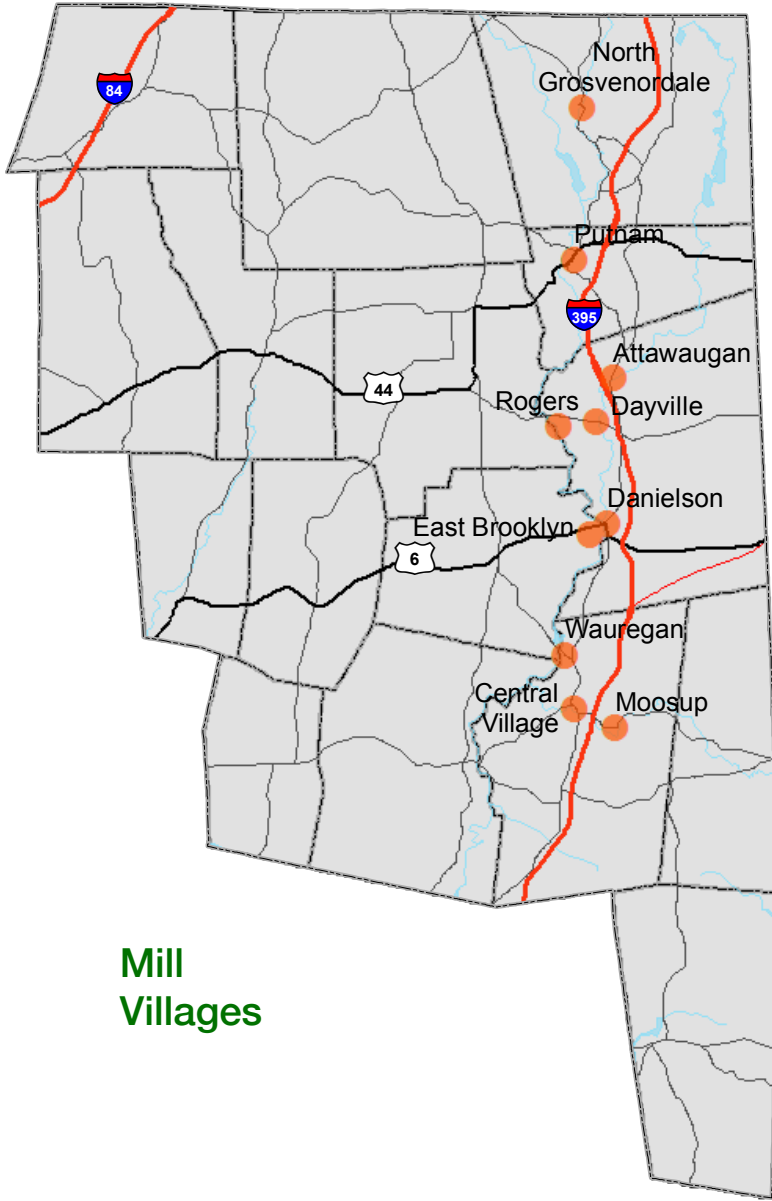 North
Grosvenordale
84
Putnam
395
Attawaugan
44
Rogers
Dayville
Danielson
East Brooklyn
6
Wauregan
Central
Village
Moosup
Mill
Villages